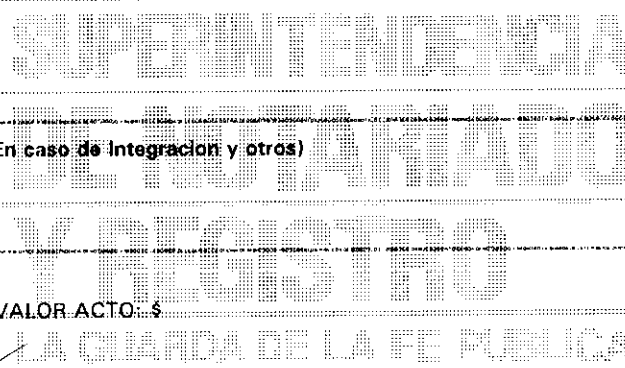 SUPERINTENDENCIA
DE NOTARIADO
En caso de Integracion y otros)
Y REGISTRO
VALOR ACTO: $
LA GUARDA DE LA FE PUBLICA